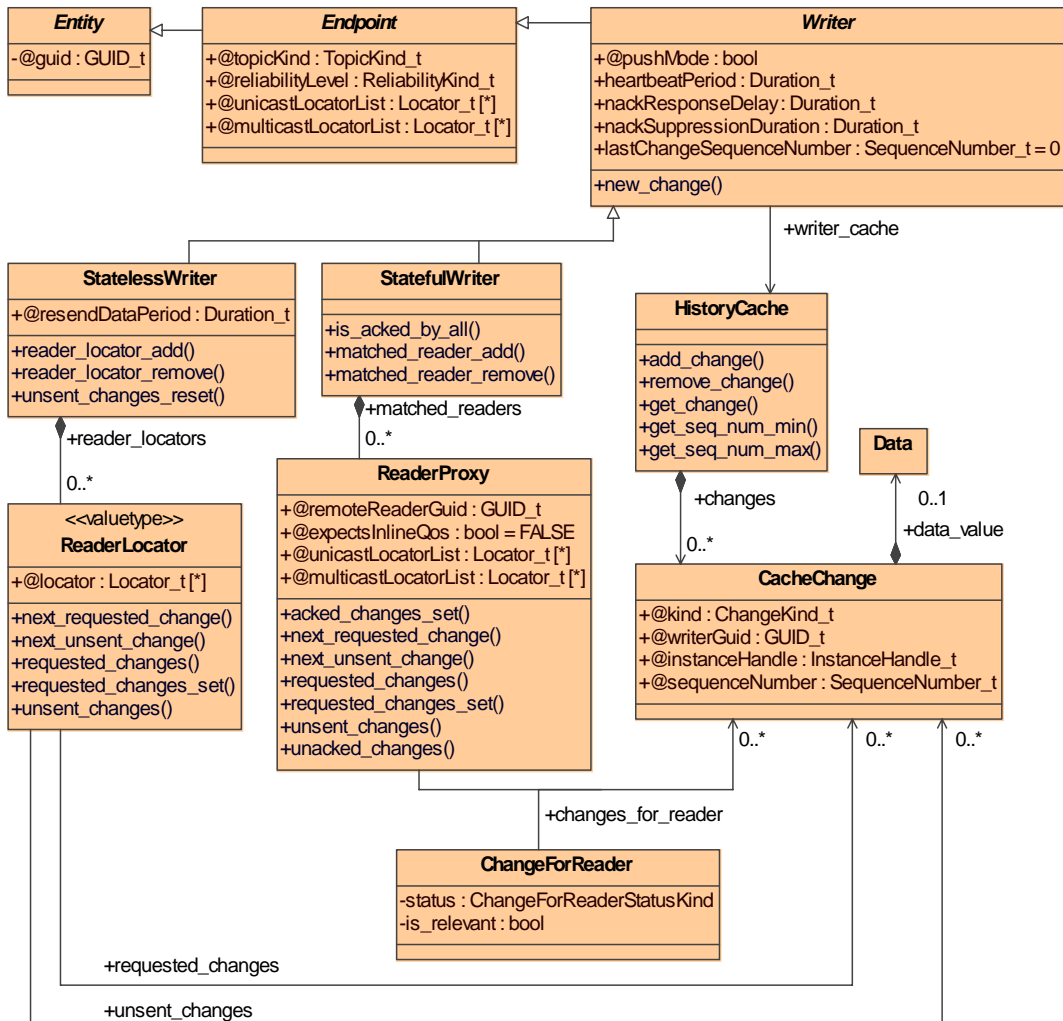 Entity
-@guid : GUID_t
Endpoint
+@topicKind : TopicKind_t
+@reliabilityLevel : ReliabilityKind_t
+@unicastLocatorList : Locator_t [*]
+@multicastLocatorList : Locator_t [*]
Writer
+@pushMode : bool
+heartbeatPeriod : Duration_t
+nackResponseDelay : Duration_t
+nackSuppressionDuration : Duration_t
+lastChangeSequenceNumber : SequenceNumber_t = 0
+new_change()
+writer_cache
StatelessWriter
+@resendDataPeriod : Duration_t
+reader_locator_add()
+reader_locator_remove()
+unsent_changes_reset()
StatefulWriter
+is_acked_by_all()
+matched_reader_add()
+matched_reader_remove()
HistoryCache
+add_change()
+remove_change()
+get_change()
+get_seq_num_min()
+get_seq_num_max()
+reader_locators
0..*
+matched_readers
0..*
+changes
0..*
Data
0..1
+data_value
<<valuetype>>
ReaderLocator
+@locator : Locator_t [*]
+next_requested_change()
+next_unsent_change()
+requested_changes()
+requested_changes_set()
+unsent_changes()
ReaderProxy
+@remoteReaderGuid : GUID_t
+@expectsInlineQos : bool = FALSE
+@unicastLocatorList : Locator_t [*]
+@multicastLocatorList : Locator_t [*]
+acked_changes_set()
+next_requested_change()
+next_unsent_change()
+requested_changes()
+requested_changes_set()
+unsent_changes()
+unacked_changes()
CacheChange
+@kind : ChangeKind_t
+@writerGuid : GUID_t
+@instanceHandle : InstanceHandle_t
+@sequenceNumber : SequenceNumber_t
0..*
0..*
0..*
+changes_for_reader
ChangeForReader
-status : ChangeForReaderStatusKind
-is_relevant : bool
+requested_changes
+unsent_changes